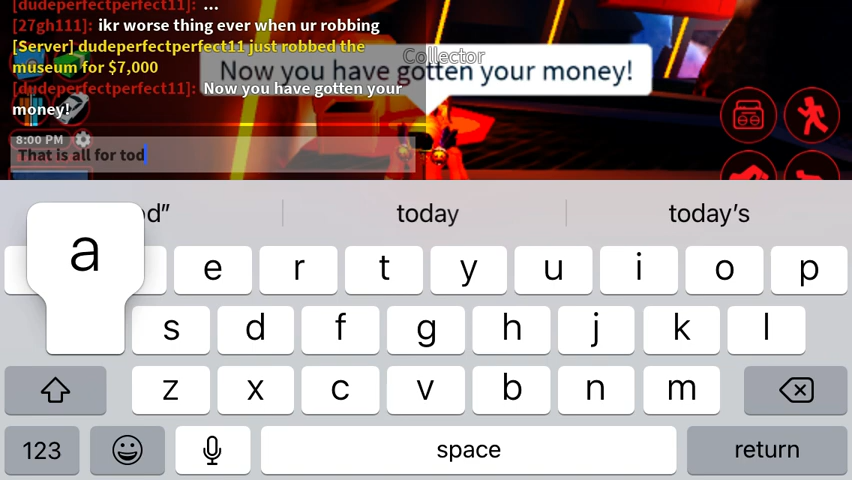 [dudeperfectperfect11]: ...
[27gh111]: ikr worse thing ever when ur robbing
[Server] dudeperfectperfect11 just robbed the
museum for $7,000
[dudeperfectperfect11]: Now you have gotten your
money!
Collector
Now you have gotten your money!
8:00 PM
That is all for tod
od” today today’s
a
e r t y u i o p
s d f g h j k l
z x c v b n m
123 space return